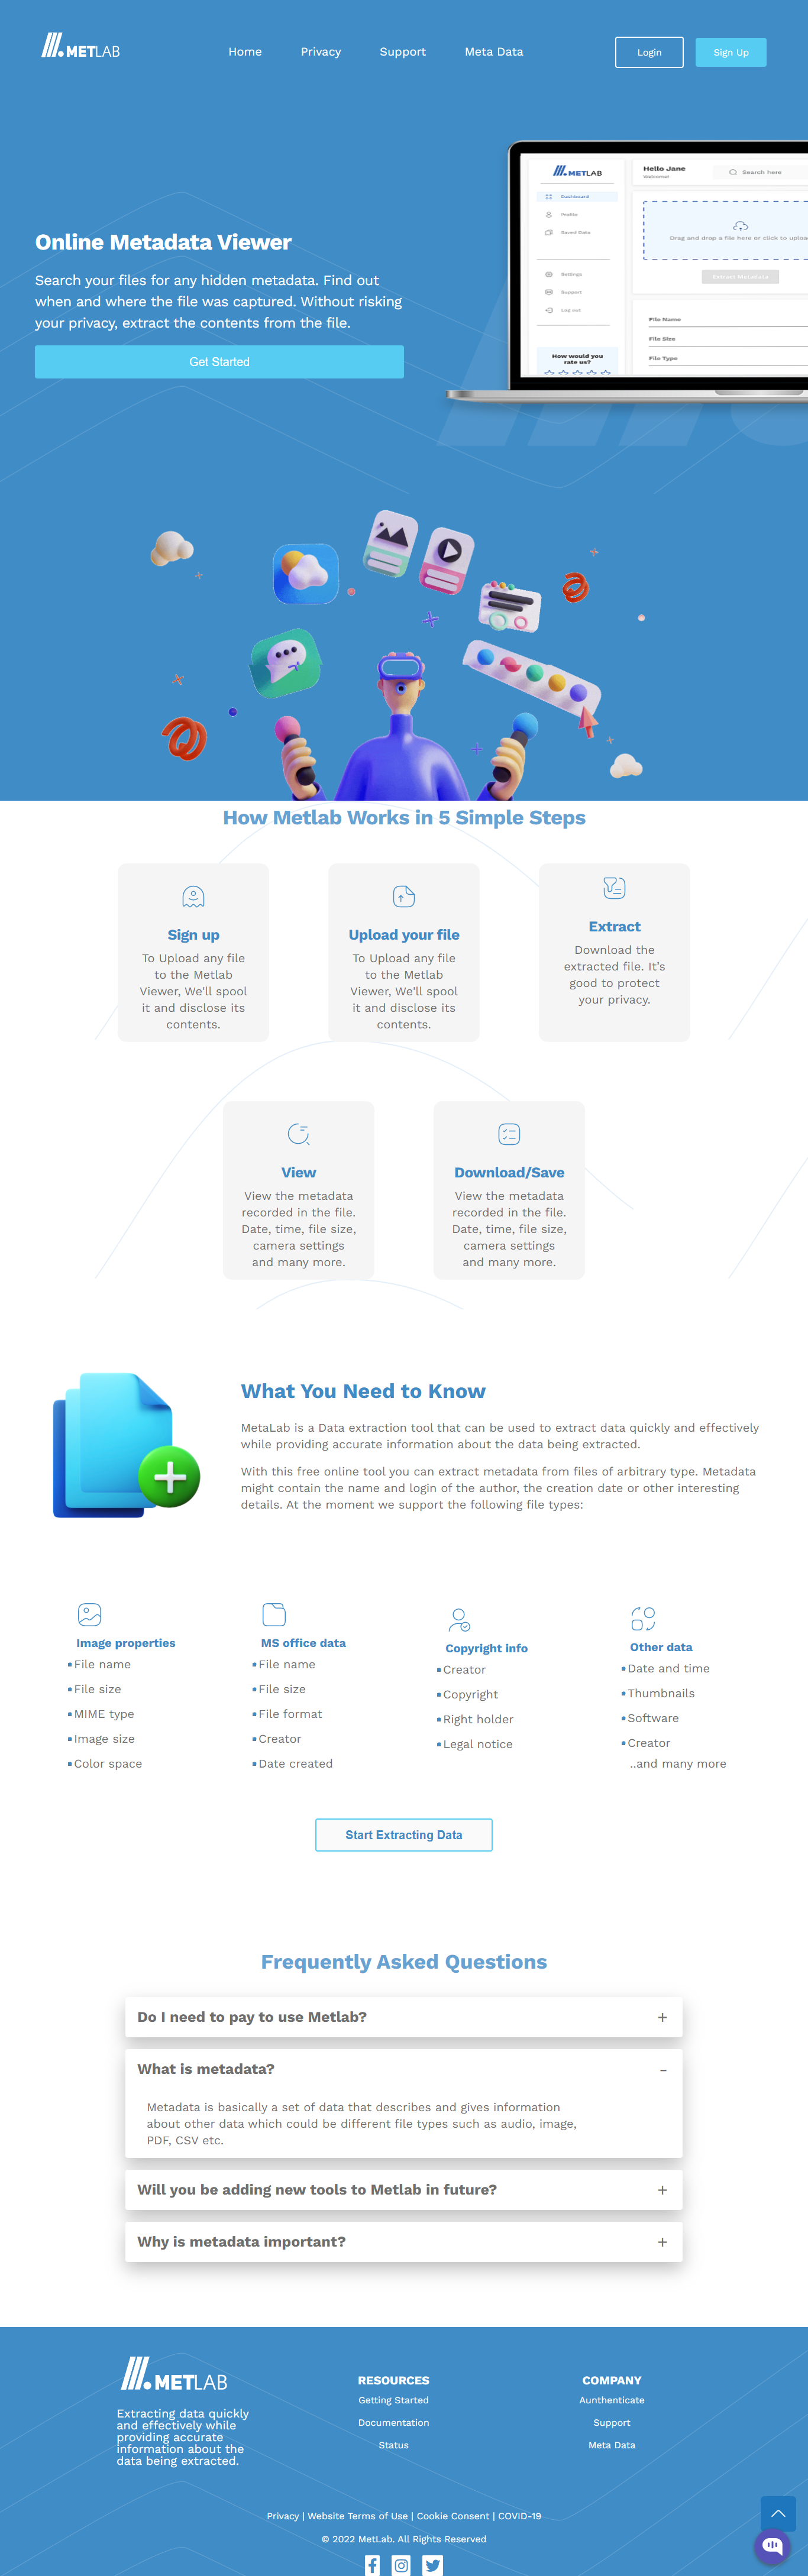 METLAB
Home Privacy Support Meta Data
Login Sign Up
Online Metadata Viewer
Search your files for any hidden metadata. Find out
when and where the file was captured. Without risking
your privacy, extract the contents from the file.
Get Started
METLAB
Dashboard
Profile
Saved Data
Settings
Support
Log out
How would you
rate us?
Hello Jane
Welcome!
Search here
Drag and drop a file here or click to uploa
Extract Metadata
File Name
File Size
File Type
How Metlab Works in 5 Simple Steps
Sign up
To Upload any file
to the Metlab
Viewer, We'll spool
it and disclose its
contents.
Upload your file
To Upload any file
to the Metlab
Viewer, We'll spool
it and disclose its
contents.
Extract
Download the
extracted file. It's
good to protect
your privacy.
View
View the metadata
recorded in the file.
Date, time, file size,
camera settings
and many more.
Download/Save
View the metadata
recorded in the file.
Date, time, file size,
camera settings
and many more.
What You Need to Know
MetaLab is a Data extraction tool that can be used to extract data quickly and effectively
while providing accurate information about the data being extracted.
With this free online tool you can extract metadata from files of arbitrary type. Metadata
might contain the name and login of the author, the creation date or other interesting
details. At the moment we support the following file types:
Image properties
File name
File size
MIME type
Image size
Color space
MS office data
File name
File size
File format
Creator
Date created
Copyright info
Creator
Copyright
Right holder
Legal notice
Other data
Date and time
Thumbnails
Software
Creator
..and many more
Start Extracting Data
Frequently Asked Questions
Do I need to pay to use Metlab? +
What is metadata? -
Metadata is basically a set of data that describes and gives information
about other data which could be different file types such as audio, image,
PDF, CSV etc.
Will you be adding new tools to Metlab in future? +
Why is metadata important? +
METLAB
Extracting data quickly
and effectively while
providing accurate
information about the
data being extracted.
RESOURCES
Getting Started
Documentation
Status
COMPANY
Aunthenticate
Support
Meta Data
Privacy | Website Terms of Use | Cookie Consent | COVID-19
© 2022 MetLab. All Rights Reserved